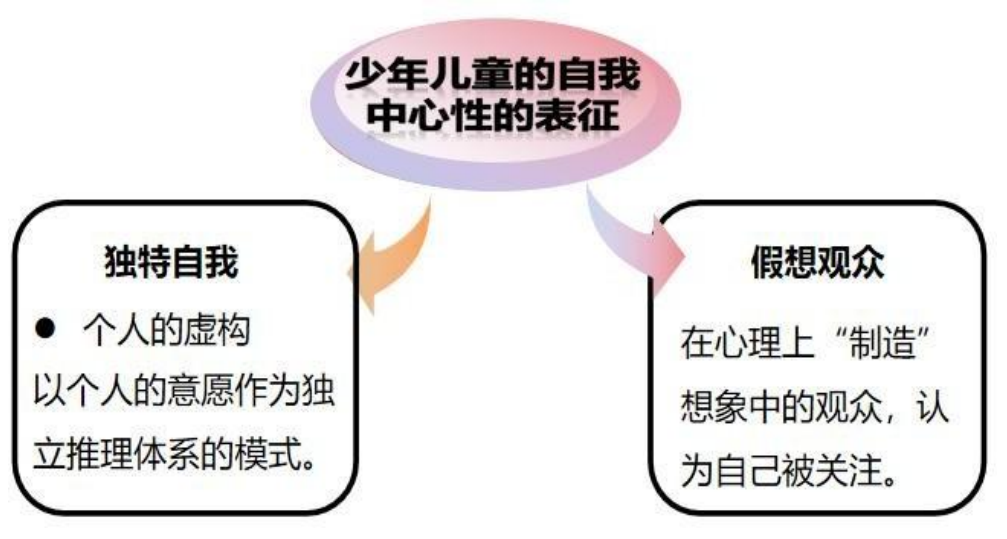 少年儿童的自我
中心性的表征
独特自我
● 个人的虚构
以个人的意愿作为独
立推理体系的模式。
假想观众
在心理上“制造”
想象中的观众，认
为自己被关注。